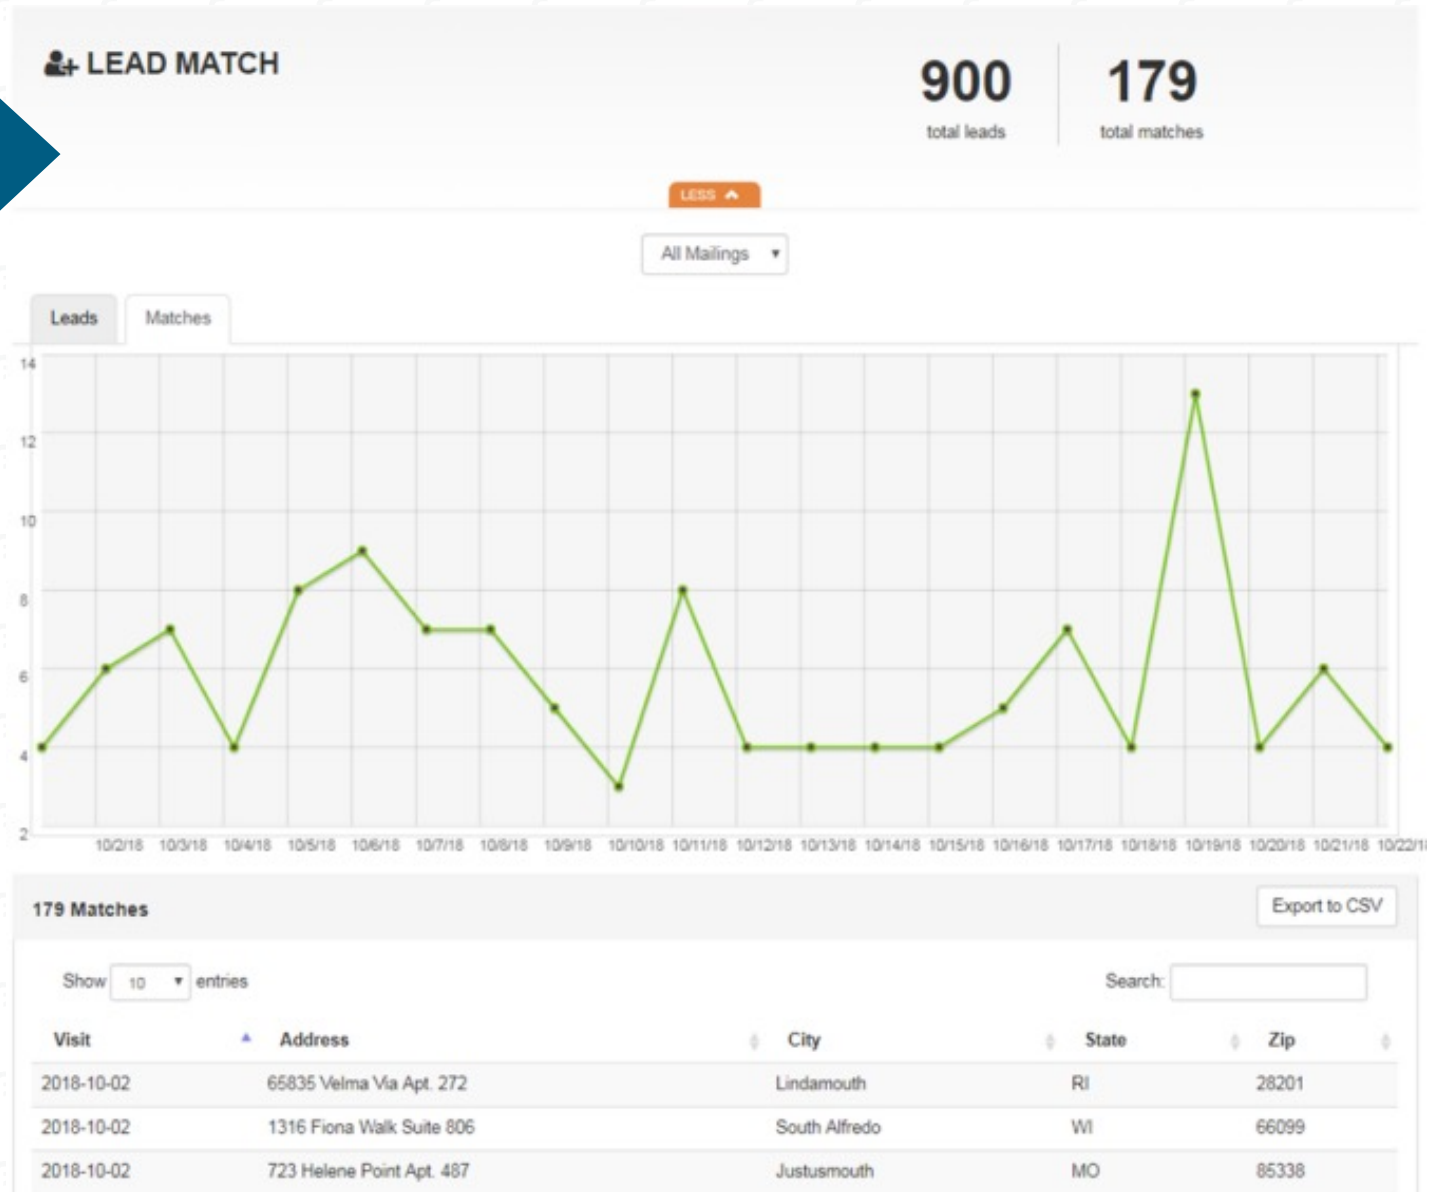 LEAD MATCH
900 179
total leads total matches
LESS
All Mailings
Leads Matches
14
12
10
8
6
4
2
10/2/18 10/3/18 10/4/18 10/5/18 10/6/18 10/7/18 10/8/18 10/9/18 10/10/18 10/11/18 10/12/18 10/13/18 10/14/18 10/15/18 10/16/18 10/17/18 10/18/18 10/19/18 10/20/18 10/21/18 10/22/1
179 Matches Export to CSV
Show 10 entries Search:
Visit Address City State Zip
2018-10-02 65835 Velma Via Apt. 272 Lindamouth RI 28201
2018-10-02 1316 Fiona Walk Suite 806 South Alfredo WI 66099
2018-10-02 723 Helene Point Apt. 487 Justusmouth MO 85338